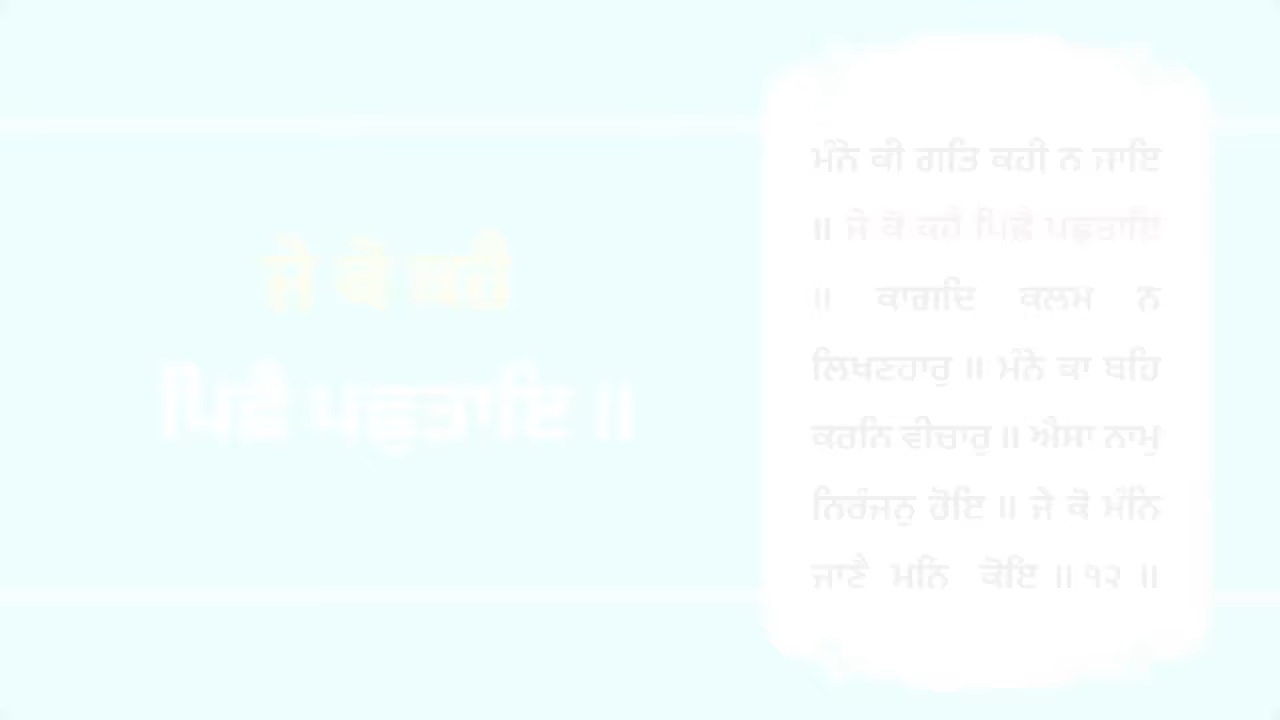 ਜੇ ਕੋ ਕਹੈ
ਪਿਛੈ ਪਛੁਤਾਇ ॥
ਮੰਨੇ ਕੀ ਗਤਿ ਕਹੀ ਨ ਜਾਇ
॥ ਜੇ ਕੋ ਕਹੈ ਪਿਛੈ ਪਛੁਤਾਇ
॥ ਕਾਗਦਿ ਕਲਮ ਨ
ਲਿਖਣਹਾਰੁ ॥ ਮੰਨੇ ਕਾ ਬਹਿ
ਕਰਨਿ ਵੀਚਾਰੁ ॥ ਐਸਾ ਨਾਮੁ
ਨਿਰੰਜਨੁ ਹੋਇ ॥ ਜੇ ਕੋ ਮੰਨਿ
ਜਾਣੈ ਮਨਿ ਕੋਇ ॥੧੨ ॥